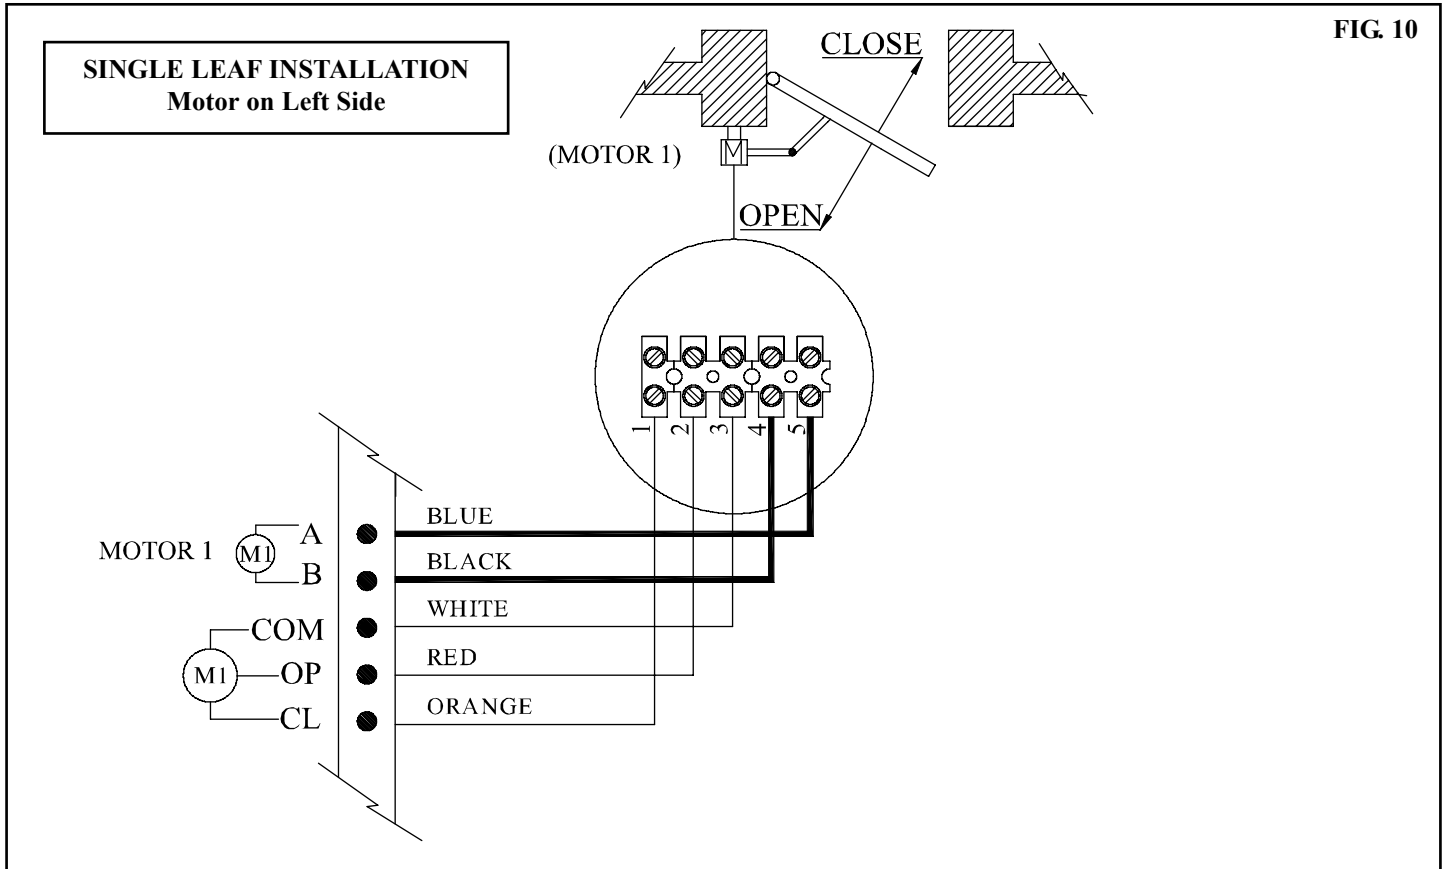 FIG. 10
SINGLE LEAF INSTALLATION
Motor on Left Side
CLOSE
(MOTOR 1)
OPEN
1 2 3 4 5
BLUE
A
MOTOR 1
M1
B
BLACK
WHITE
COM
RED
M1
OP
ORANGE
CL